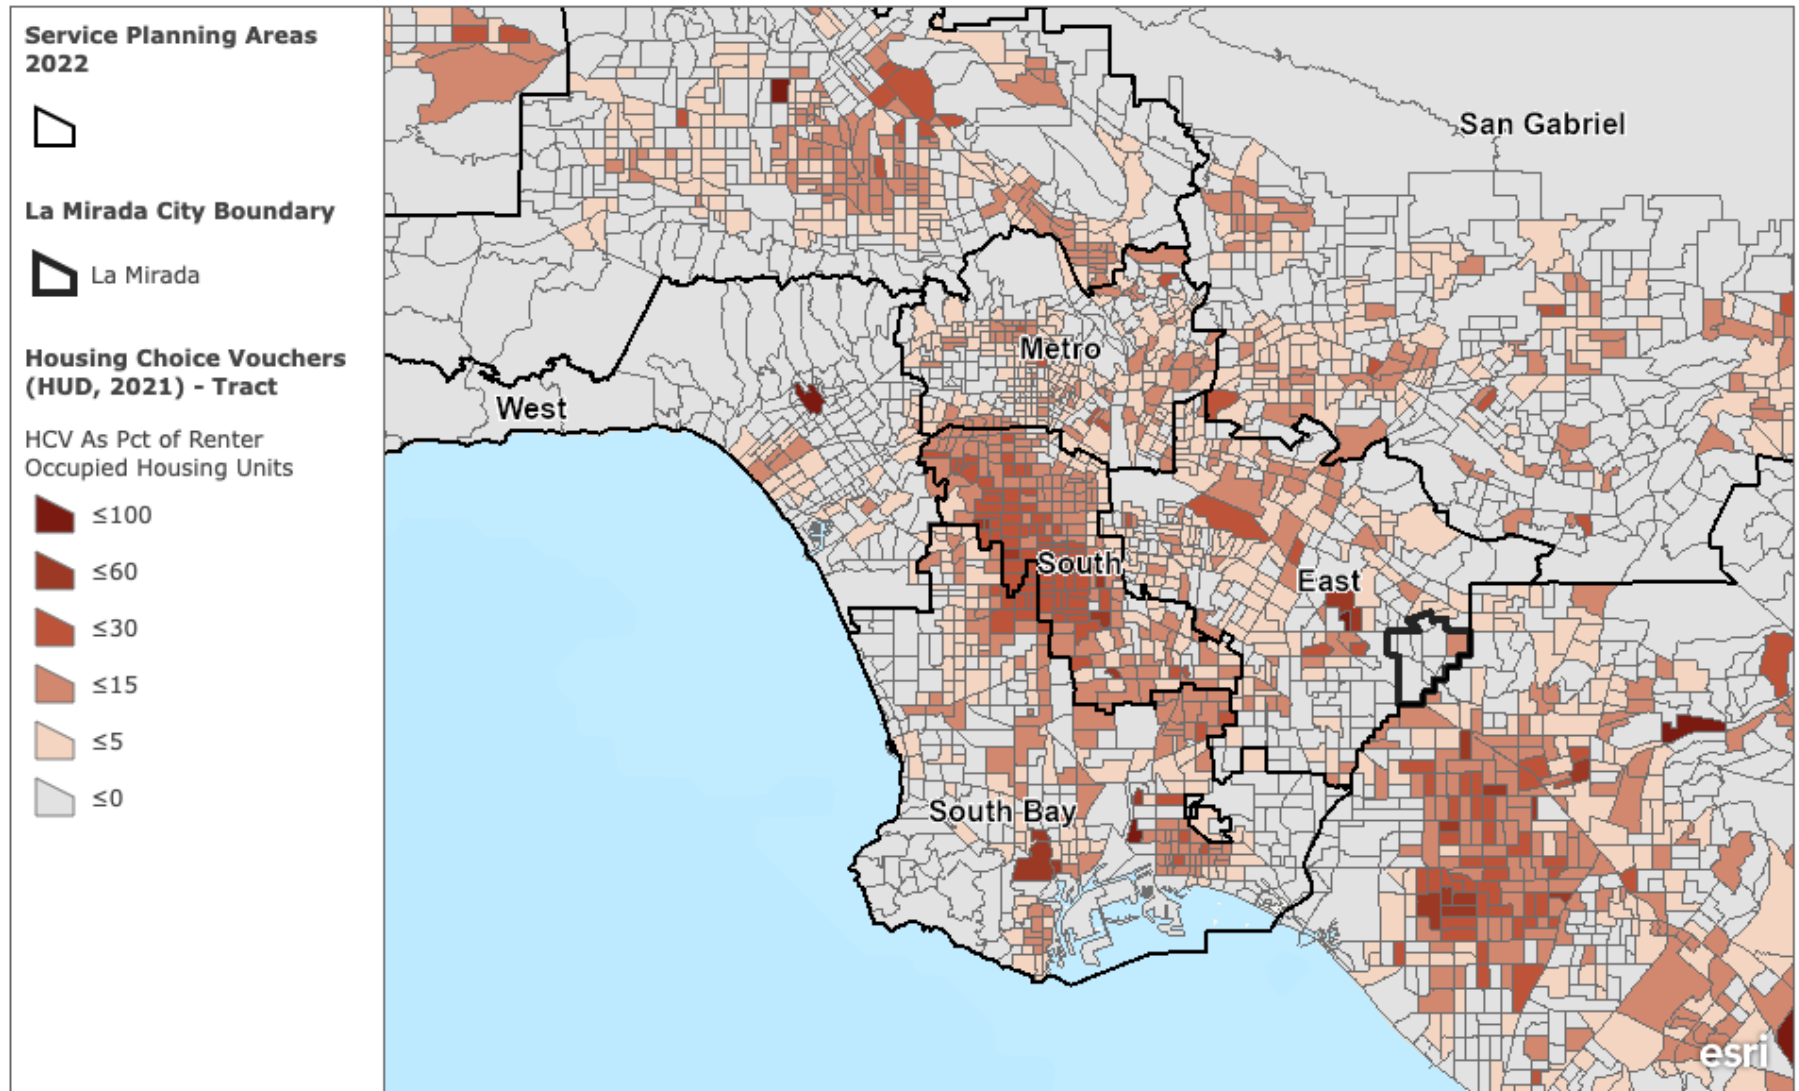 Service Planning Areas
2022
La Mirada City Boundary
La Mirada
Housing Choice Vouchers
(HUD, 2021) - Tract
HCV As Pct of Renter
Occupied Housing Units
≤100
≤60
≤30
≤15
≤5
≤0
San Gabriel
Metro
West
South
East
South Bay
esri